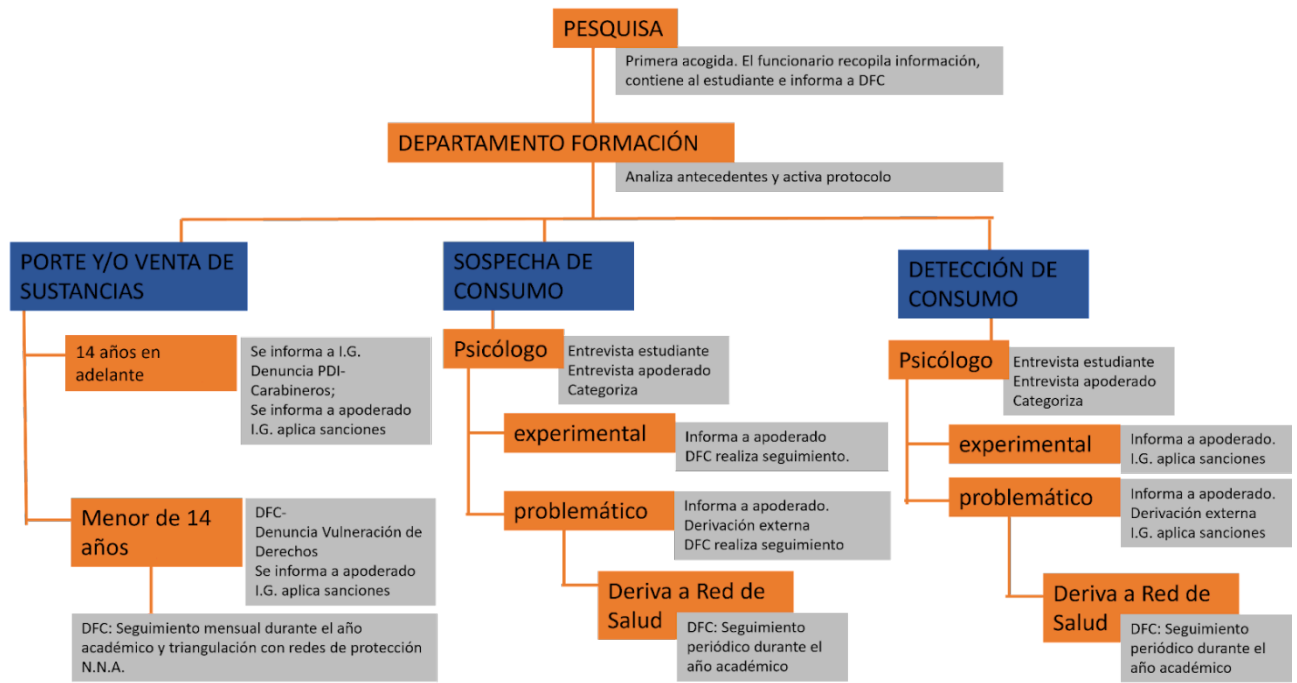 PESQUISA
Primera acogida. El funcionario recopila información,
contiene al estudiante e informa a DFC
DEPARTAMENTO FORMACIÓN
Analiza antecedentes y activa protocolo
PORTE Y/O VENTA DE
SUSTANCIAS
14 años en
adelante
Se informa a I.G.
Denuncia PDI-
Carabineros;
Se informa a apoderado
I.G. aplica sanciones
Menor de 14
años
DFC-
Denuncia Vulneración de
Derechos
Se informa a apoderado
I.G. aplica sanciones
DFC: Seguimiento mensual durante el año
académico y triangulación con redes de protección
N.N.A.
SOSPECHA DE
CONSUMO
Psicólogo
Entrevista estudiante
Entrevista apoderado
Categoriza
experimental
Informa a apoderado
DFC realiza seguimiento.
problemático
Informa a apoderado.
Derivación externa
DFC realiza seguimiento
Deriva a Red de
Salud
DFC: Seguimiento
periódico durante el
año académico
DETECCIÓN DE
CONSUMO
Psicólogo
Entrevista estudiante
Entrevista apoderado
Categoriza
experimental
Informa a apoderado.
I.G. aplica sanciones
problemático
Informa a apoderado.
Derivación externa
I.G. aplica sanciones
Deriva a Red de
Salud
DFC: Seguimiento
periódico durante el
año académico